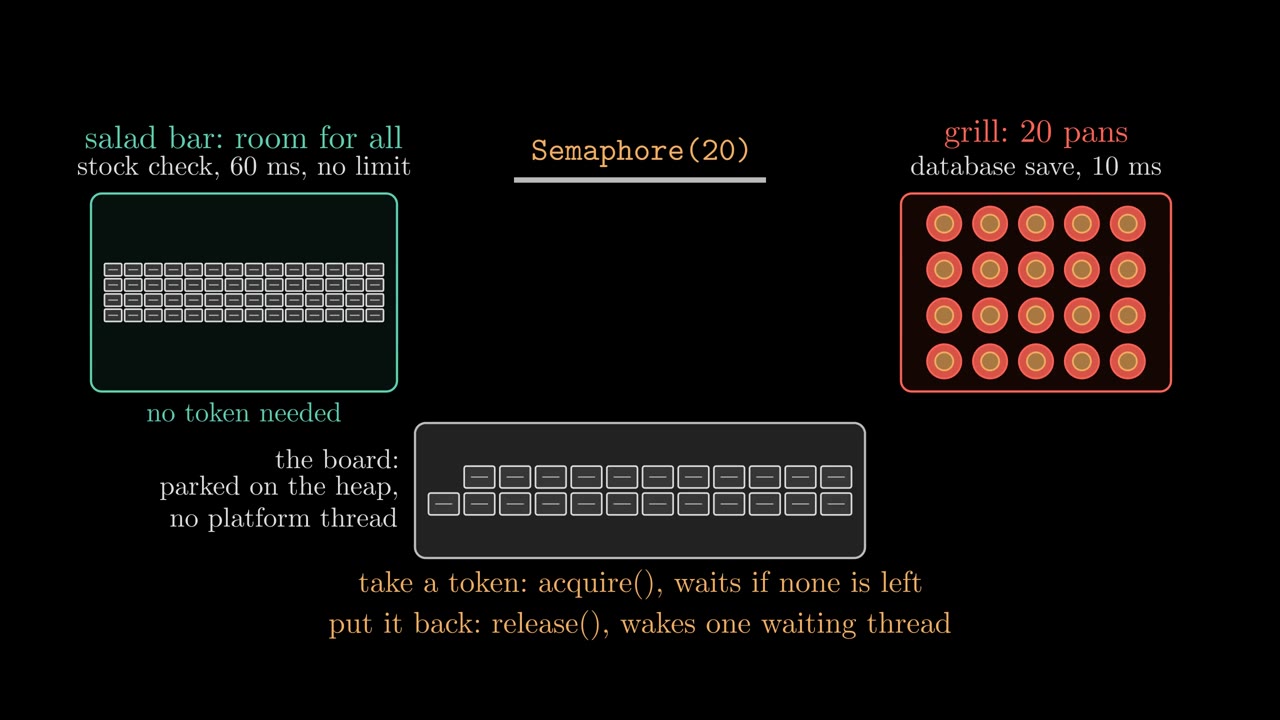 salad bar: room for all
stock check, 60 ms, no limit
Semaphore(20)
grill: 20 pans
database save, 10 ms
no token needed
the board:
parked on the heap,
no platform thread
take a token: acquire(), waits if none is left
put it back: release(), wakes one waiting thread